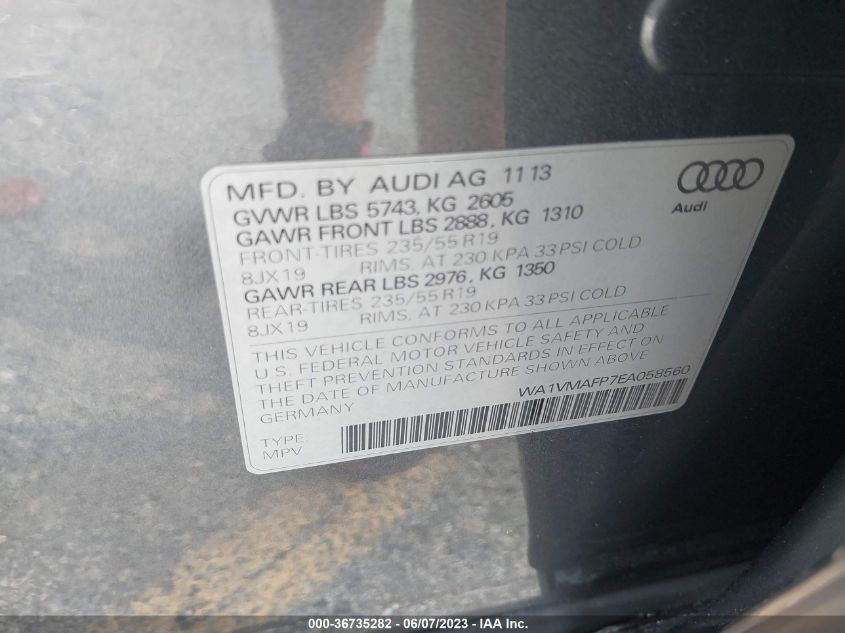 MFD. BY AUDI AG 11 13
Audi
GVWR LBS 5743, KG 2605
GAWR FRONT LBS 2888, KG 1310
FRONT-TIRES 235/55 R19
8JX19 RIMS, AT 230 KPA 33 PSI COLD
GAWR REAR LBS 2976, KG 1350
REAR-TIRES 235/55 R19
8JX19 RIMS, AT 230 KPA 33 PSI COLD
THIS VEHICLE CONFORMS TO ALL APPLICABLE
U.S. FEDERAL MOTOR VEHICLE SAFETY AND
THEFT PREVENTION STANDARDS IN EFFECT ON
THE DATE OF MANUFACTURE SHOWN ABOVE
GERMANY WA1VMAFP7EA058560
TYPE:
MPV
000-36735282 - 06/07/2023 - IAA Inc.